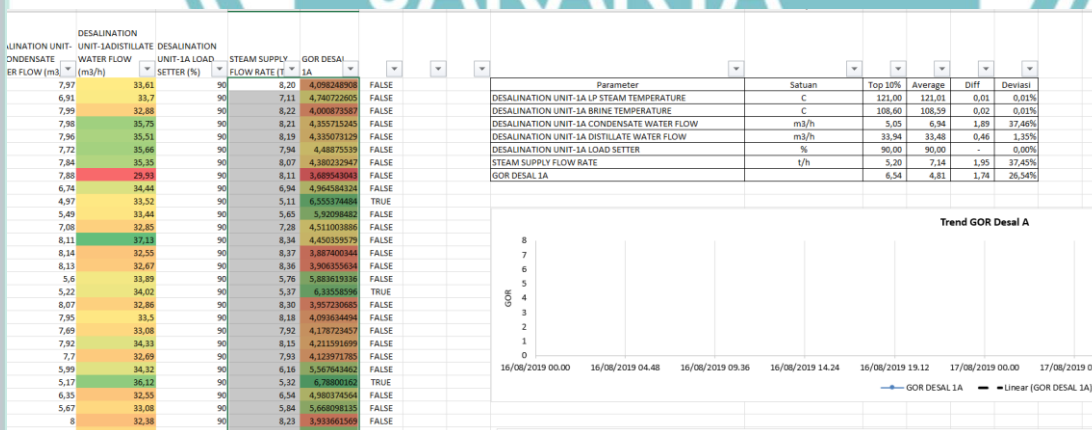 DESALINATION
ALINATION UNIT- UNIT-1ADISTILLATE DESALINATION
ONDENSATE WATER FLOW UNIT-1A LOAD STEAM SUPPLY GOR DESAL
ER FLOW (m3 (m3/h) SETTER (%) FLOW RATE (T 1A
7,97 33,61 90 8,20 4,098248908 FALSE
6,91 33,7 90 7,11 4,740722605 FALSE
7,99 32,88 90 8,22 4,000873587 FALSE
7,98 35,75 90 8,21 4,355715245 FALSE
7,96 35,51 90 8,19 4,335073129 FALSE
7,72 35,66 90 7,94 4,48875539 FALSE
7,84 35,35 90 8,07 4,380232947 FALSE
7,88 29,93 90 8,11 3,689543043 FALSE
6,74 34,44 90 6,94 4,964584324 FALSE
4,97 33,52 90 5,11 6,555374484 TRUE
5,49 33,44 90 5,65 5,92098482 FALSE
7,08 32,85 90 7,28 4,511003886 FALSE
8,11 37,13 90 8,34 4,450359579 FALSE
8,14 32,55 90 8,37 3,887400344 FALSE
8,13 32,67 90 8,36 3,906355634 FALSE
5,6 33,89 90 5,76 5,883619336 FALSE
5,22 34,02 90 5,37 6,33558596 TRUE
8,07 32,86 90 8,30 3,957230685 FALSE
7,95 33,5 90 8,18 4,093634494 FALSE
7,69 33,08 90 7,92 4,178723457 FALSE
7,92 34,33 90 8,15 4,211591699 FALSE
7,7 32,69 90 7,93 4,123971785 FALSE
5,99 34,32 90 6,16 5,567643462 FALSE
5,17 36,12 90 5,32 6,78800162 TRUE
6,35 32,55 90 6,54 4,980374564 FALSE
5,67 33,08 90 5,84 5,668098135 FALSE
8 32,38 90 8,23 3,933661569 FALSE
Parameter Satuan Top 10% Average Diff Deviasi
DESALINATION UNIT-1A LP STEAM TEMPERATURE C 121,00 121,01 0,01 0,01%
DESALINATION UNIT-1A BRINE TEMPERATURE C 108,60 108,59 0,02 0,01%
DESALINATION UNIT-1A CONDENSATE WATER FLOW m3/h 5,05 6,94 1,89 37,46%
DESALINATION UNIT-1A DISTILLATE WATER FLOW m3/h 33,94 33,48 0,46 1,35%
DESALINATION UNIT-1A LOAD SETTER % 90,00 90,00 - 0,00%
STEAM SUPPLY FLOW RATE t/h 5,20 7,14 1,95 37,45%
GOR DESAL 1A 6,54 4,81 1,74 26,54%
Trend GOR Desal A
8
7
6
5
4
3
2
1
0
GOR
16/08/2019 00.00 16/08/2019 04.48 16/08/2019 09.36 16/08/2019 14.24 16/08/2019 19.12 17/08/2019 00.00 17/08/2019 0
GOR DESAL 1A Linear (GOR DESAL 1A)